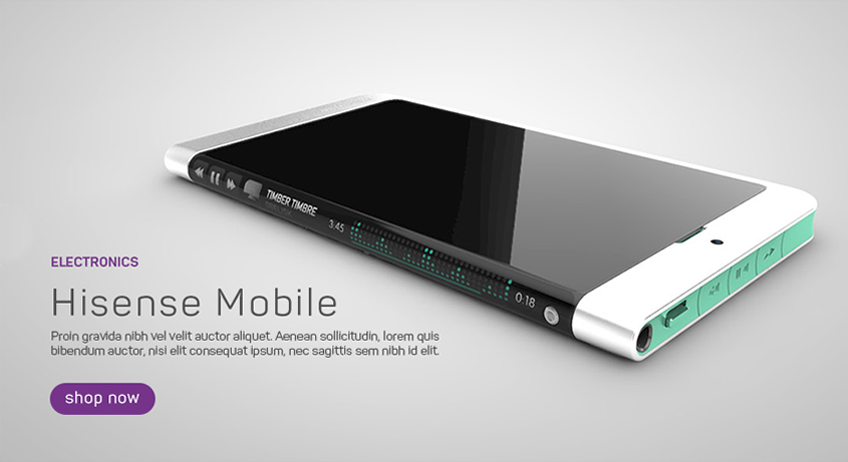 TIMBER TIMBRE
3:45
0:18
ELECTRONICS
Hisense Mobile
Proin gravida nibh vel velit auctor aliquet. Aenean sollicitudin, lorem quis
bibendum auctor, nisi elit consequat ipsum, nec sagittis sem nibh id elit.
shop now